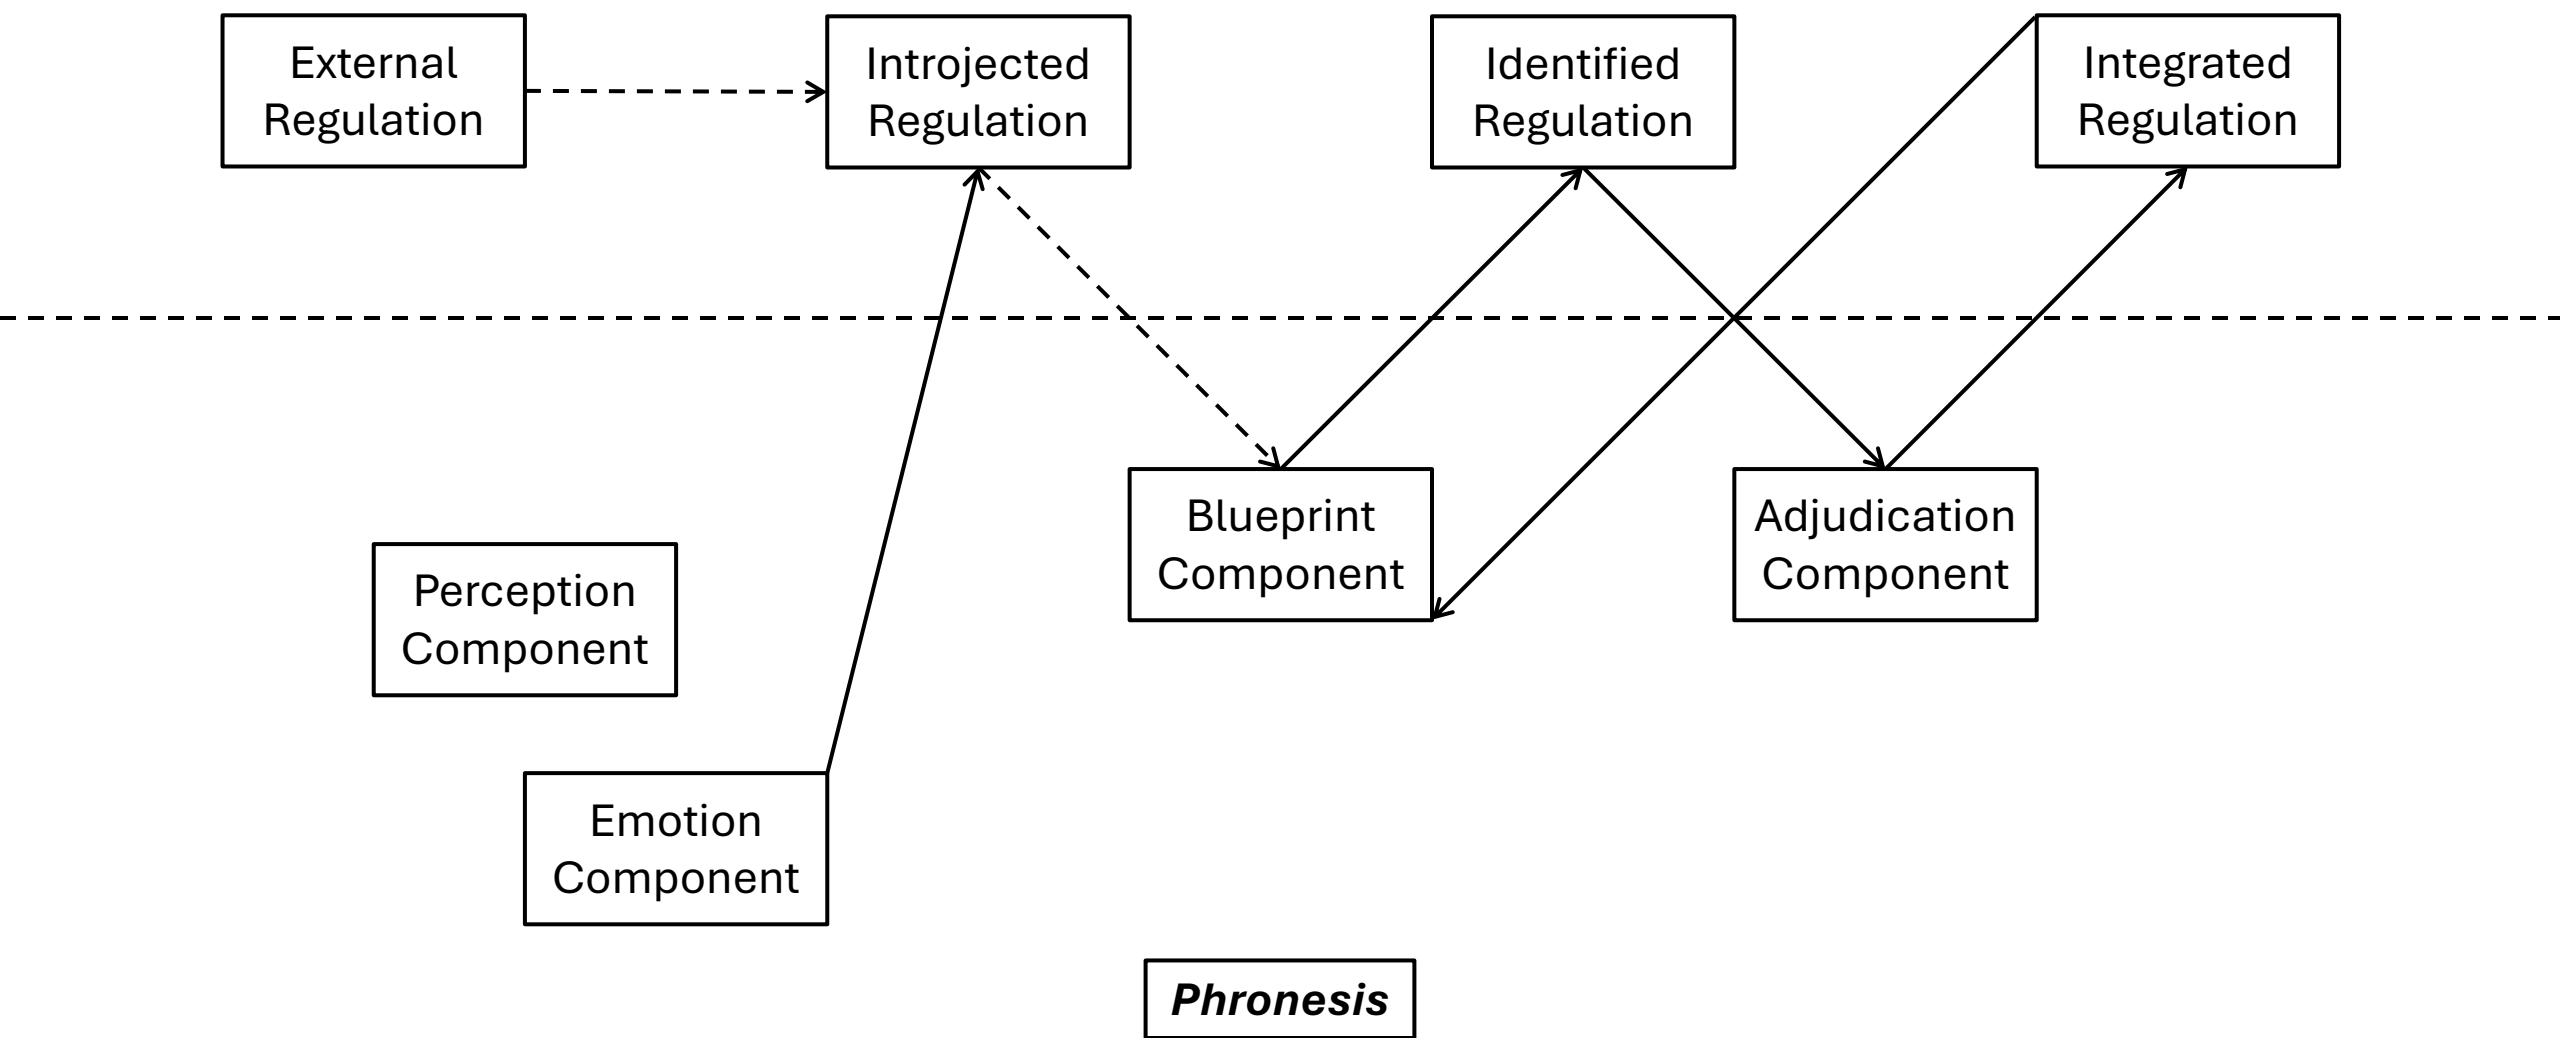 External
Regulation
Introjected
Regulation
Identified
Regulation
Integrated
Regulation
Blueprint
Component
Adjudication
Component
Perception
Component
Emotion
Component
Phronesis